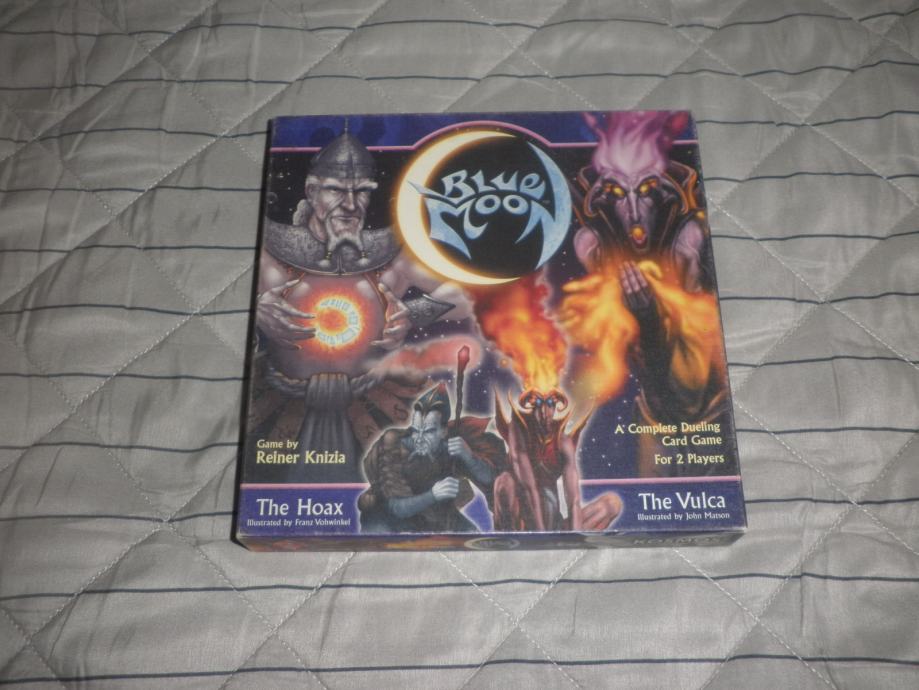 BLUE
MOON
Game by
Reiner Knizia
A Complete Dueling
Card Game
For 2 Players
The Hoax
Illustrated by Franz Vohwinkel
The Vulca
Illustrated by John Matson
KOSMOS